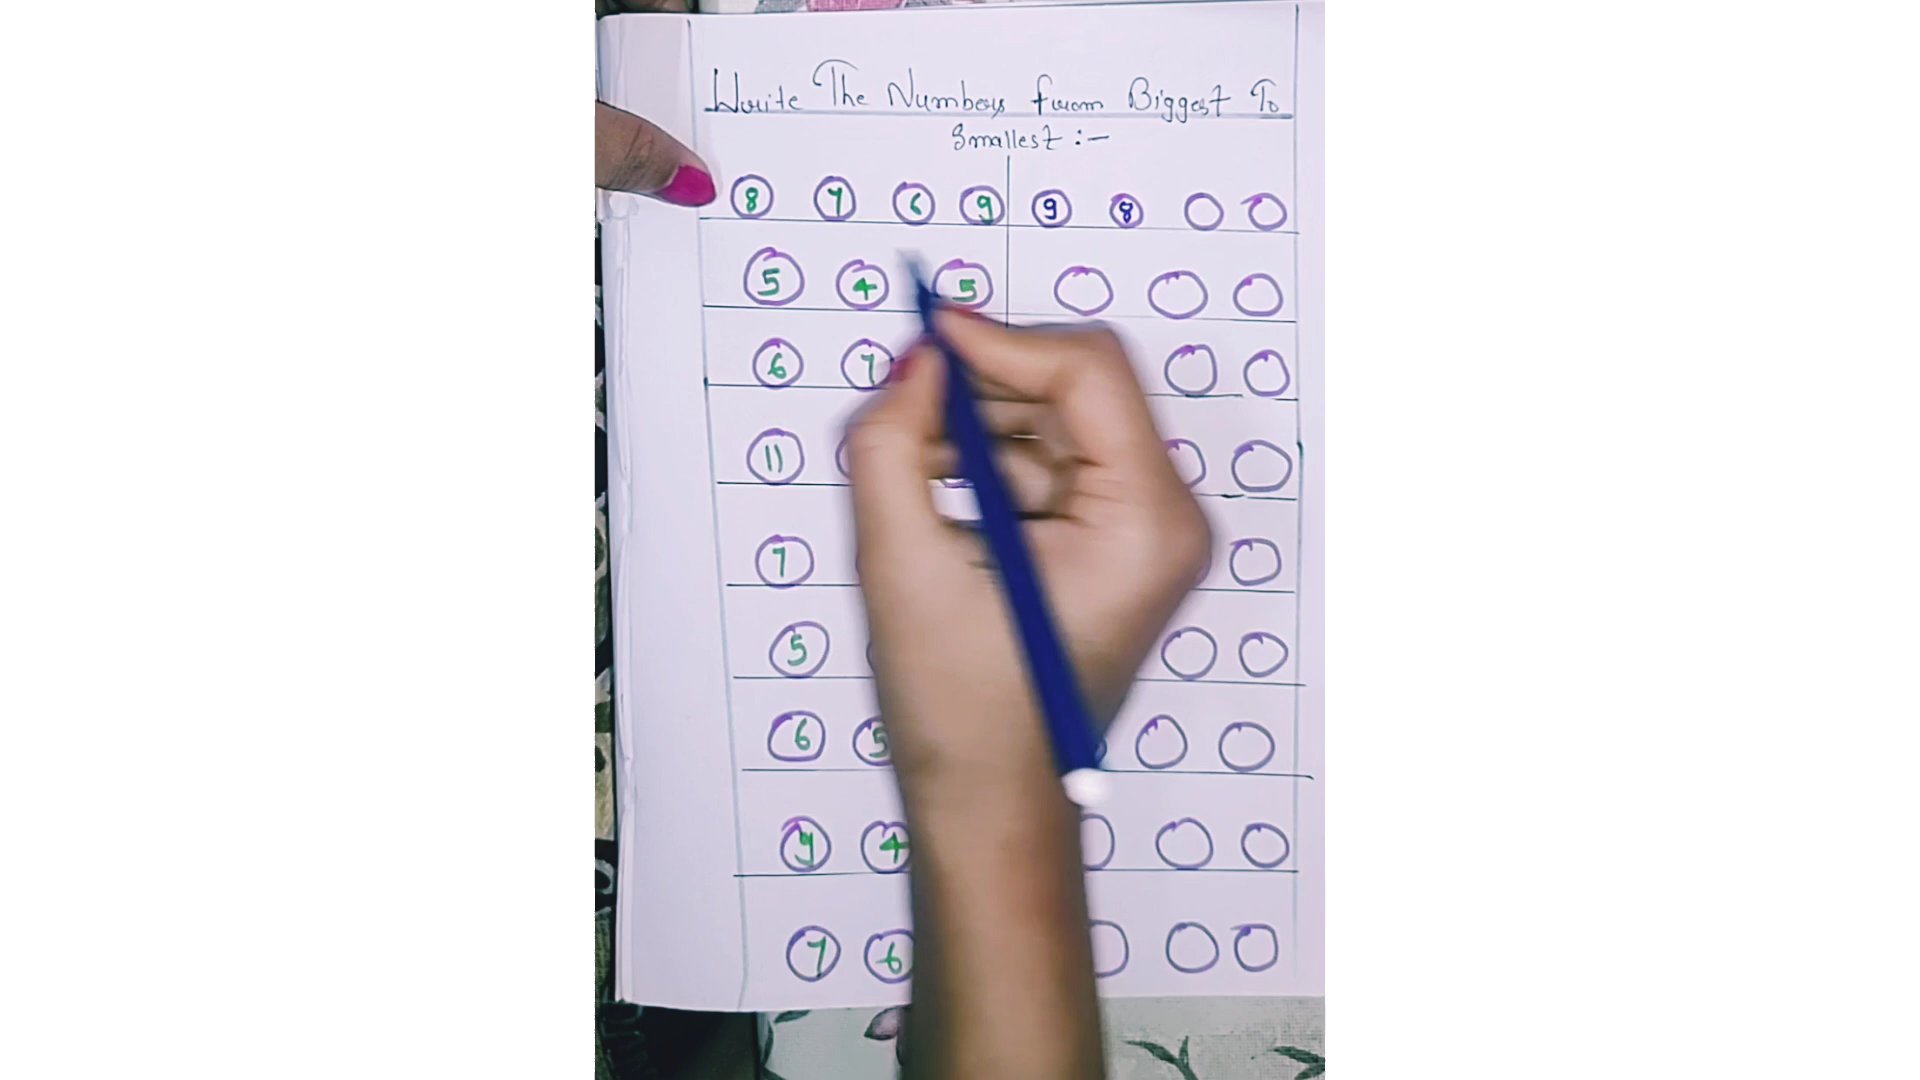 Write The Numbers from Biggest To
Smallest :-
8 7 6 9 9 8
5 4 5
6 7
11
7
5
6 5
9 4
7 6